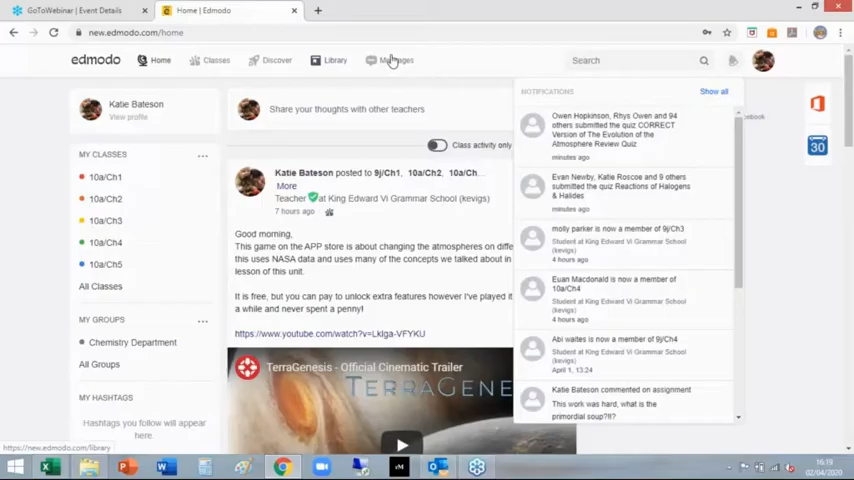 GoToWebinar | Event Details
Home | Edmodo
new.edmodo.com/home
edmodo
Home
Classes
Discover
Library
Messages
Search
Katie Bateson
View profile
MY CLASSES
10a/Ch1
10a/Ch2
10a/Ch3
10a/Ch4
10a/Ch5
All Classes
MY GROUPS
Chemistry Department
All Groups
MY HASHTAGS
Hashtags you follow will appear
here.
Share your thoughts with other teachers
Class activity only
Katie Bateson posted to 9j/Ch1, 10a/Ch2, 10a/Ch...
More
Teacher at King Edward Vi Grammar School (kevigs)
7 hours ago
Good morning,
This game on the APP store is about changing the atmospheres on diffe
this uses NASA data and uses many of the concepts we talked about in
lesson of this unit.
It is free, but you can pay to unlock extra features however I've played it
a while and never spent a penny!
https://www.youtube.com/watch?v=LkIga-VFYKU
TerraGenesis - Official Cinematic Trailer
TERRAGENE
NOTIFICATIONS
Show all
Owen Hopkinson, Rhys Owen and 94
others submitted the quiz CORRECT
Version of The Evolution of the
Atmosphere Review Quiz
minutes ago
Evan Newby, Katie Roscoe and 9 others
submitted the quiz Reactions of Halogens
& Halides
minutes ago
molly parker is now a member of 9j/Ch3
Student at King Edward Vi Grammar School
(kevigs)
4 hours ago
Euan Macdonald is now a member of
10a/Ch4
Student at King Edward Vi Grammar School
(kevigs)
4 hours ago
Abi waites is now a member of 9j/Ch4
Student at King Edward Vi Grammar School
(kevigs)
April 1, 13:24
Katie Bateson commented on assignment
This work was hard, what is the
primordial soup?!!?
cebook
30
https://new.edmodo.com/library
16:19
02/04/2020